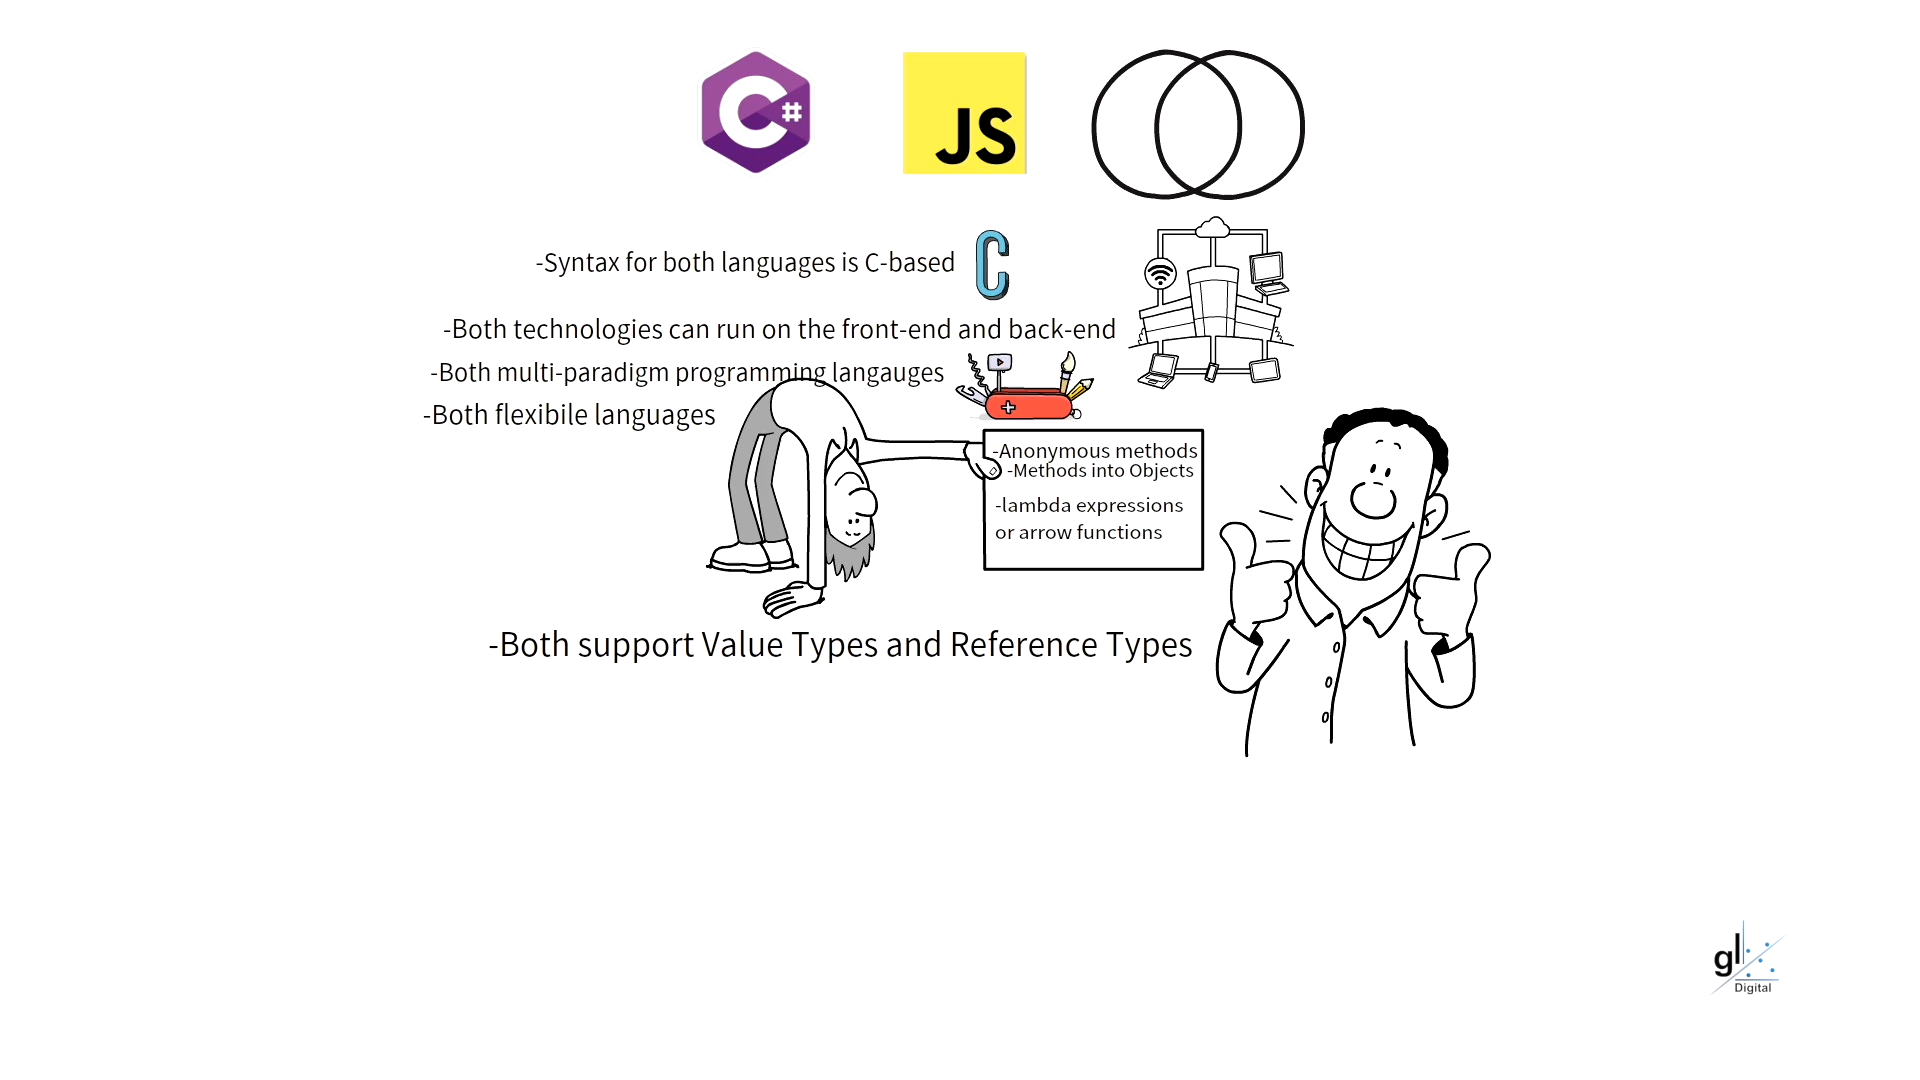 C#
JS
-Syntax for both languages is C-based
C
-Both technologies can run on the front-end and back-end
-Both multi-paradigm programming langauges
-Both flexibile languages
-Anonymous methods
-Methods into Objects
-lambda expressions
or arrow functions
-Both support Value Types and Reference Types
gl
Digital